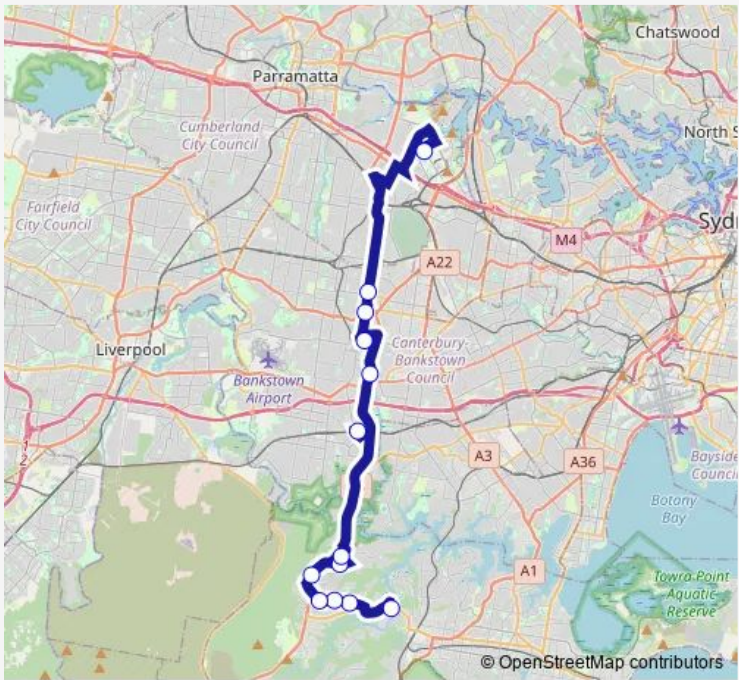 Chatswood
Parramatta
Cumberland
City Council
North S
Fairfield
City Council
Sydn
M4
A22
Liverpool
Canterbury-
Bankstown
Council
Bankstown
Airport
A3
A36
Bayside
Council
Botany
Bay
A1
Towra Point
Aquatic
Reserve
© OpenStreetMap contributors